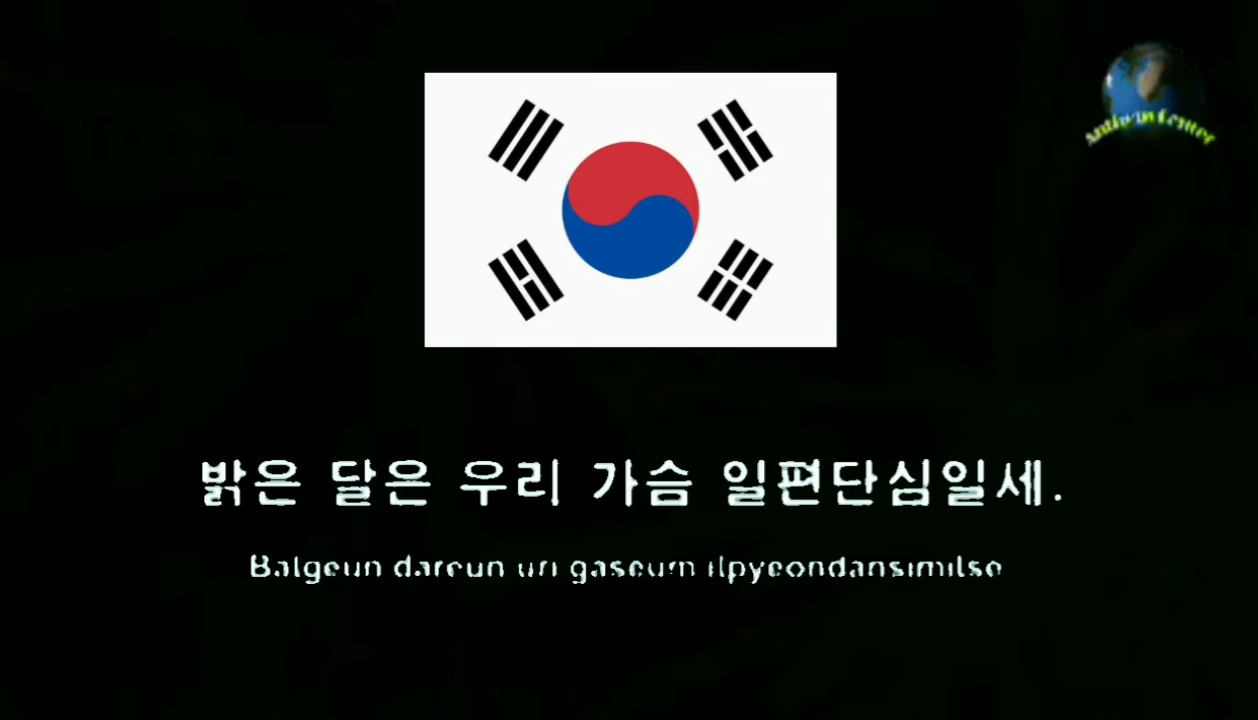 밝은 달은 우리 가슴 일편단심일세.
Balgeun dareun uri gaseum ilpyeondansimilse